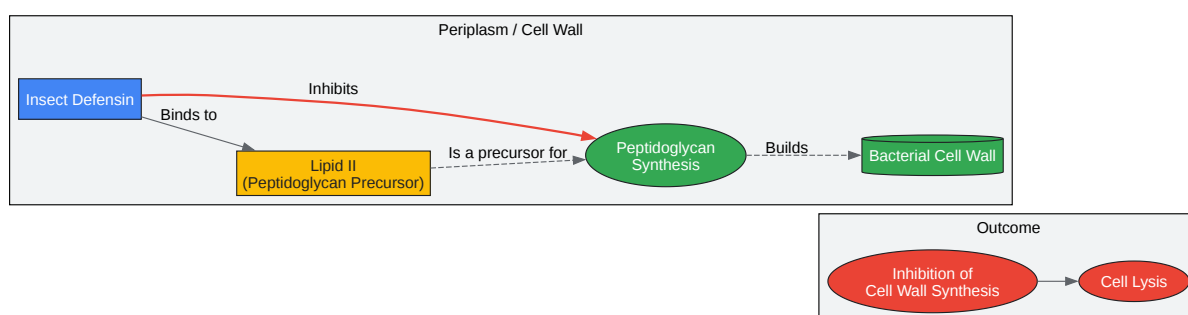 Periplasm / Cell Wall
Insect Defensin
Inhibits
Binds to
Lipid II
(Peptidoglycan Precursor)
Is a precursor for
Peptidoglycan
Synthesis
Builds
Bacterial Cell Wall
Outcome
Inhibition of
Cell Wall Synthesis
Cell Lysis